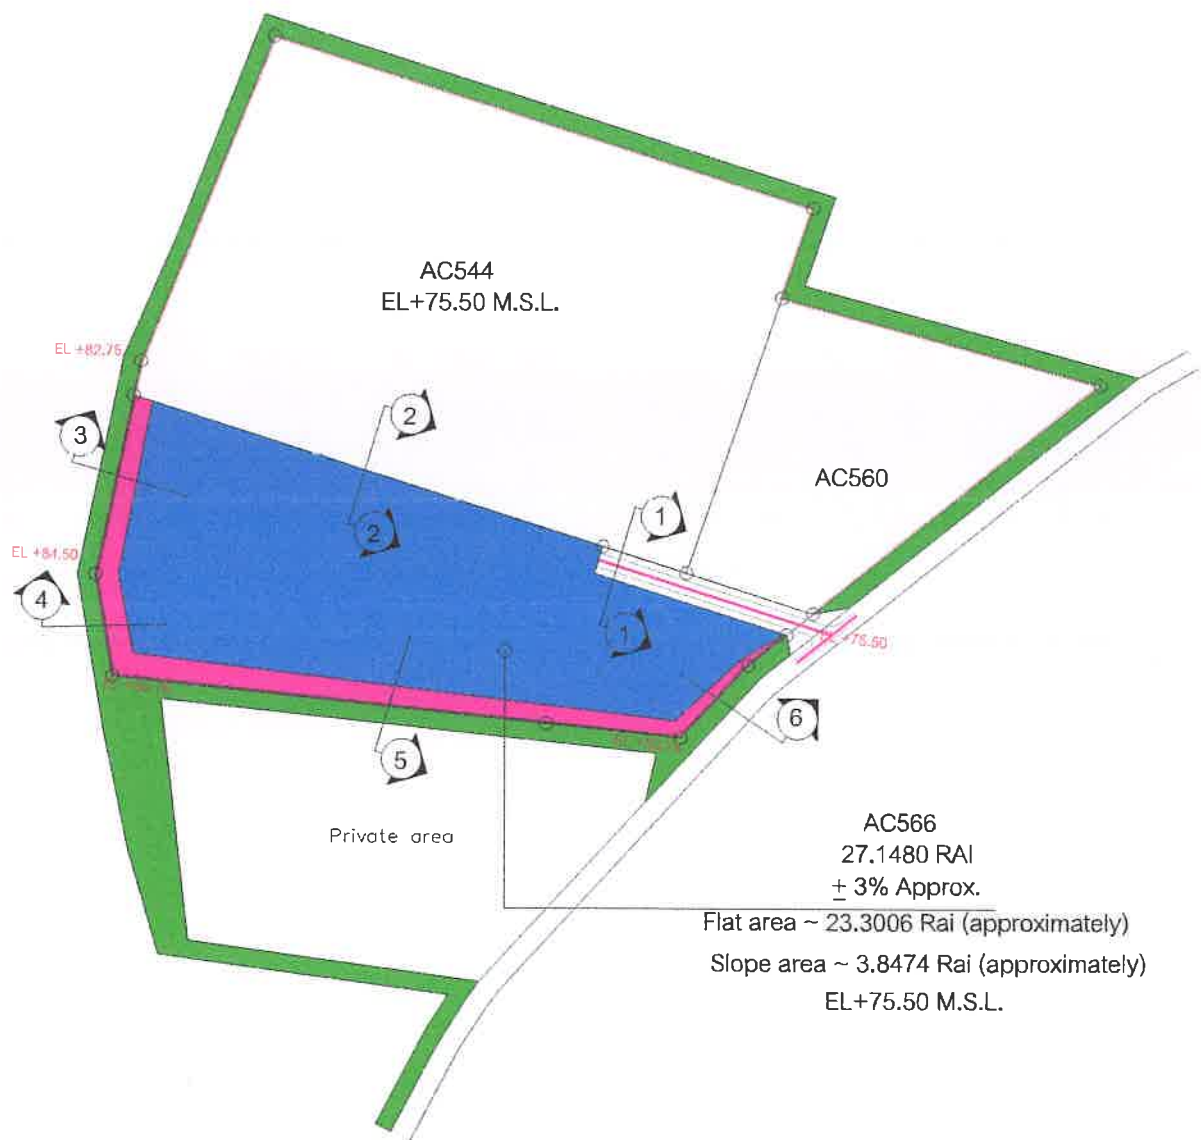 AC544
EL+75.50 M.S.L.
EL +82.75
2
3
AC560
1
2
EL +84.50
4
1
+75.50
6
5
Private area
AC566
27.1480 RAI
± 3% Approx.
Flat area ~ 23.3006 Rai (approximately)
Slope area ~ 3.8474 Rai (approximately)
EL+75.50 M.S.L.